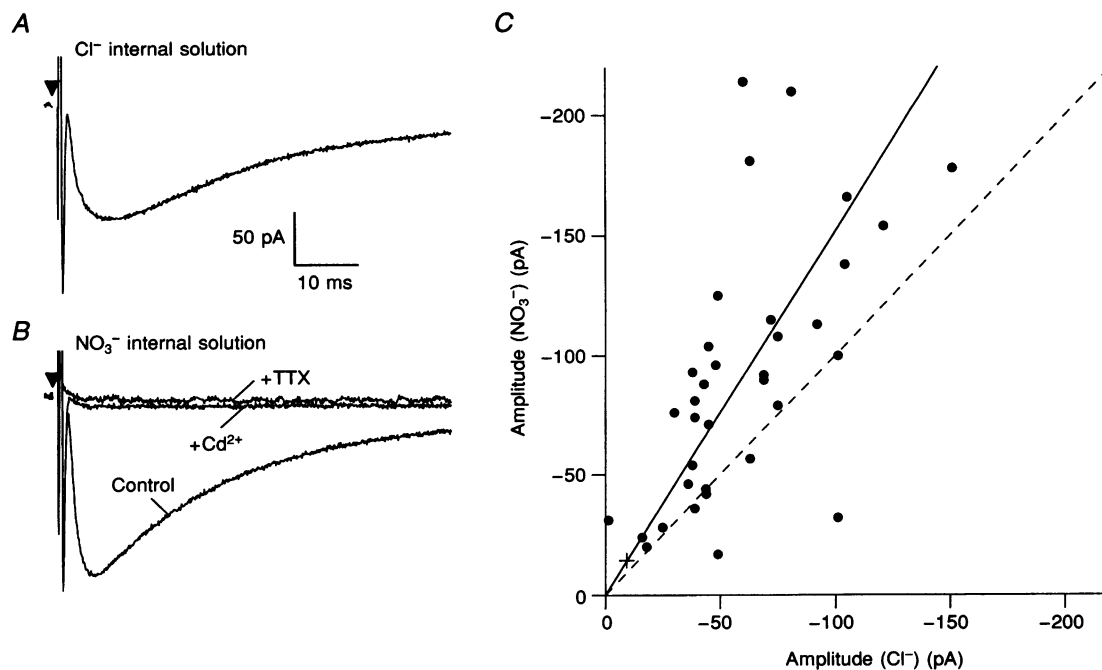 A
Cl⁻ internal solution
50 pA
10 ms
B
NO₃⁻ internal solution
+TTX
+Cd²⁺
Control
C
Amplitude (NO₃⁻) (pA)
−200
−150
−100
−50
0
0 −50 −100 −150 −200
Amplitude (Cl⁻) (pA)